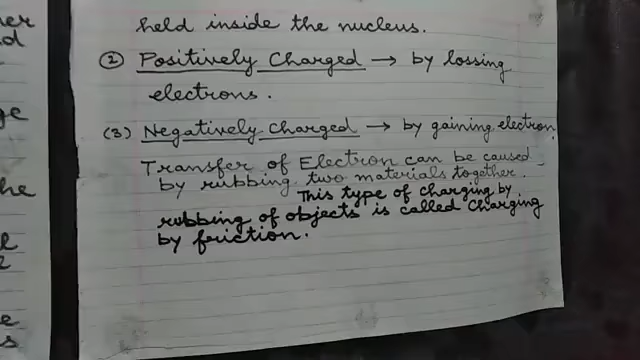 held inside the nucleus.
② Positively Charged → by lossing
electrons.
(3) Negatively Charged → by gaining electron.
Transfer of Electron can be caused
by rubbing two materials together.
This type of charging by
rubbing of objects is called Charging
by friction.